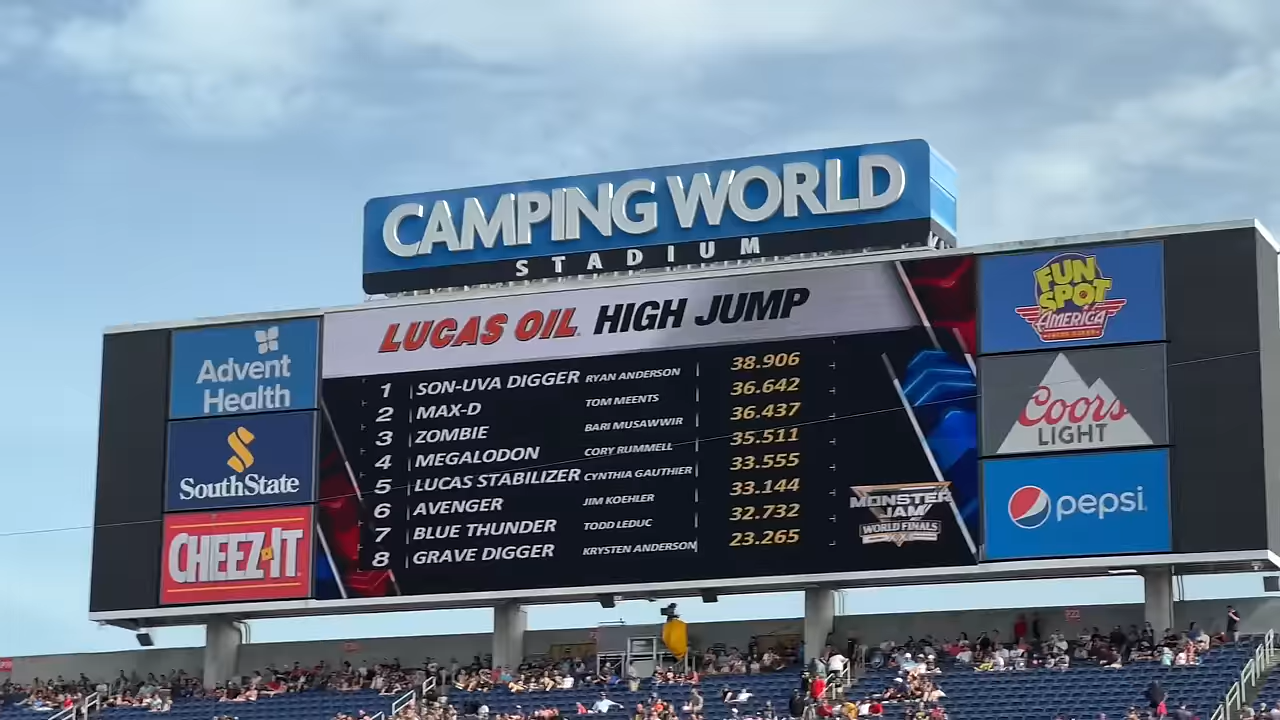 CAMPING WORLD
STADIUM
LUCAS OIL HIGH JUMP
1 SON-UVA DIGGER RYAN ANDERSON 38.906
2 MAX-D TOM MEENTS 36.642
3 ZOMBIE BARI MUSAWWIR 36.437
4 MEGALODON CORY RUMMELL 35.511
5 LUCAS STABILIZER CYNTHIA GAUTHIER 33.555
6 AVENGER JIM KOEHLER 33.144
7 BLUE THUNDER TODD LEDUC 32.732
8 GRAVE DIGGER KRYSTEN ANDERSON 23.265
MONSTER
JAM
WORLD FINALS
Advent
Health
SouthState
CHEEZ-IT
FUN
SPOT
AMERICA
Coors
LIGHT
pepsi